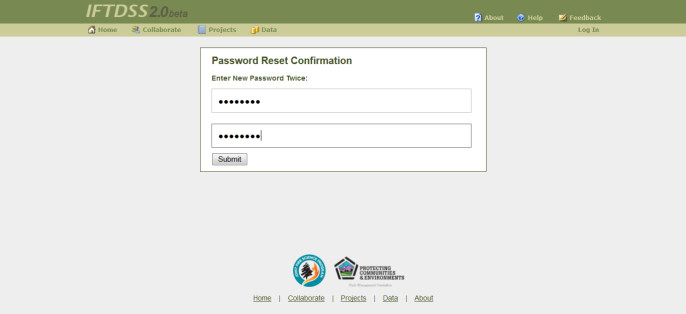 IFTDSS 2.0 beta
About Help Feedback
Home Collaborate Projects Data Log In
Password Reset Confirmation
Enter New Password Twice:
●●●●●●●●
●●●●●●●●
Submit
PROTECTING
COMMUNITIES
& ENVIRONMENTS
Home | Collaborate | Projects | Data | About